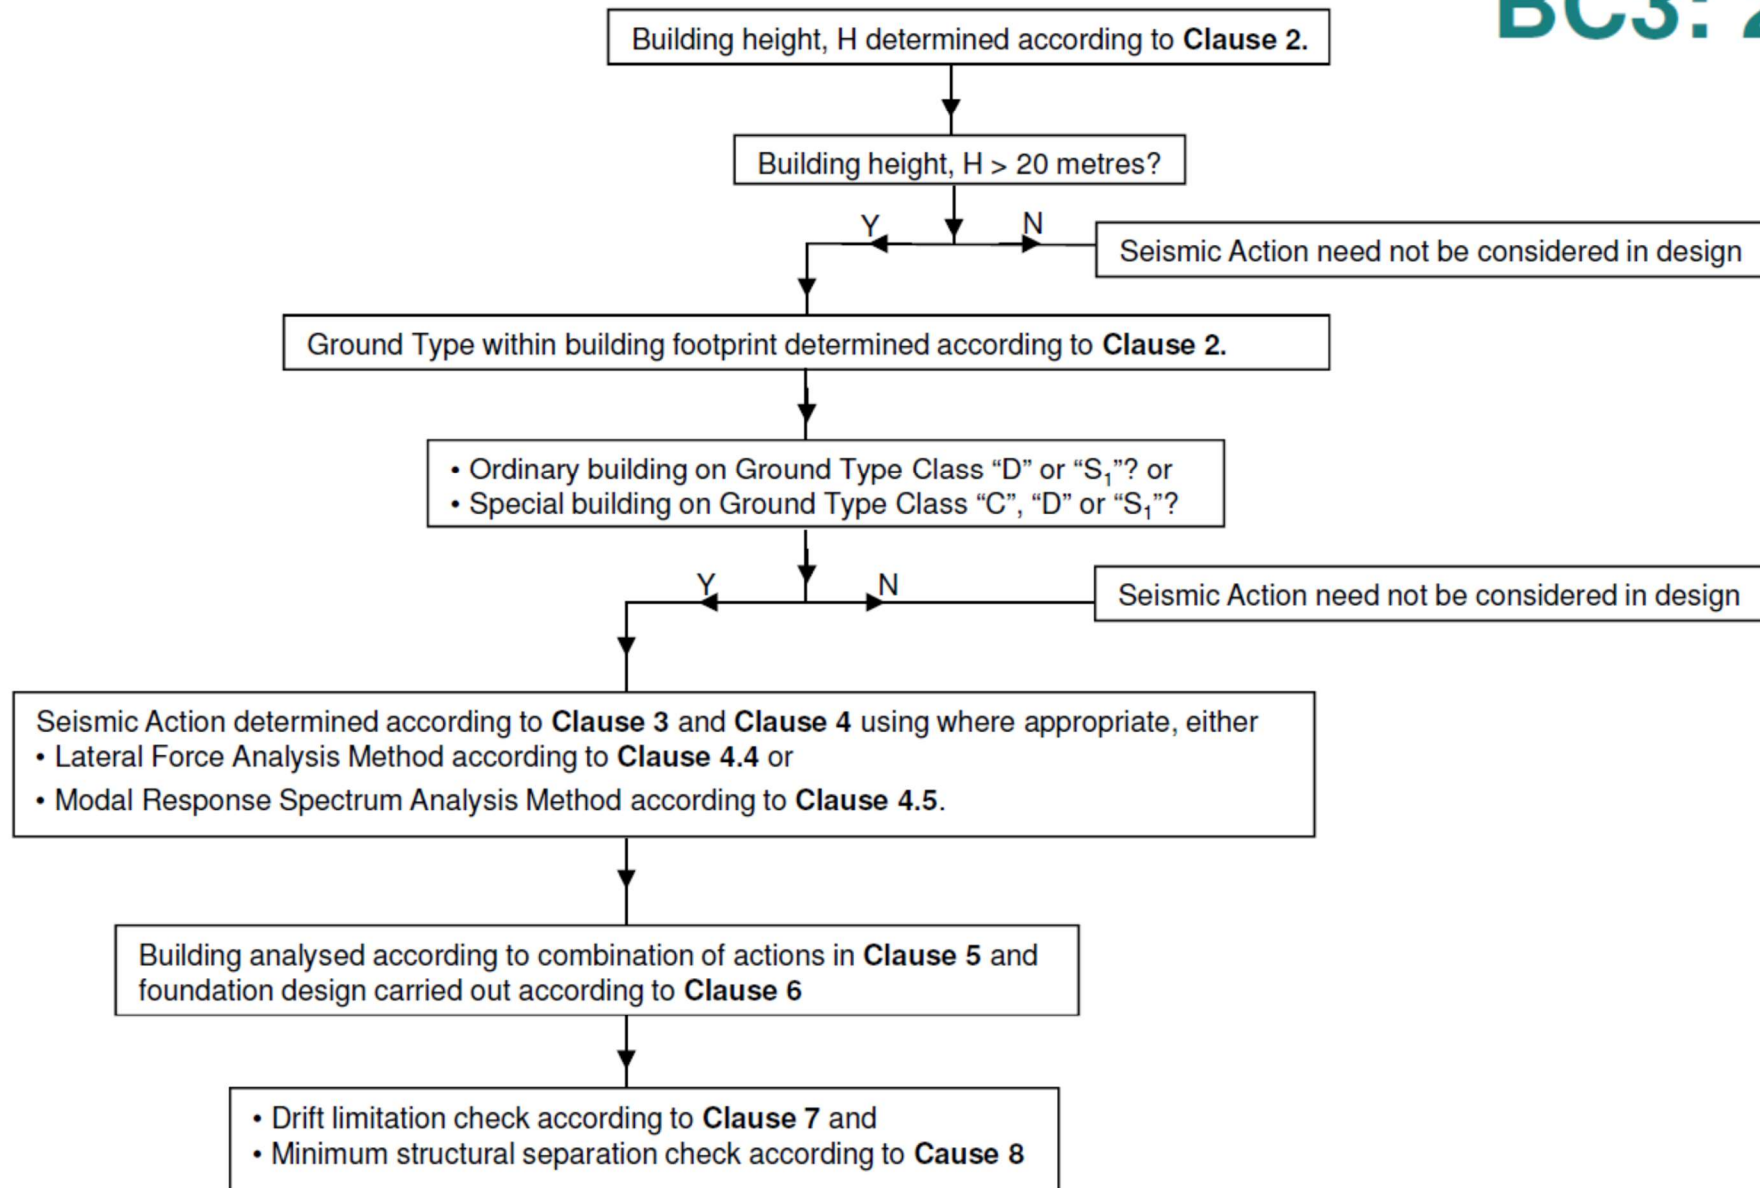 BC3: 2
Building height, H determined according to Clause 2.
Building height, H > 20 metres?
Y
N
Seismic Action need not be considered in design
Ground Type within building footprint determined according to Clause 2.
• Ordinary building on Ground Type Class “D” or “S₁”? or
• Special building on Ground Type Class “C”, “D” or “S₁”?
Y
N
Seismic Action need not be considered in design
Seismic Action determined according to Clause 3 and Clause 4 using where appropriate, either
• Lateral Force Analysis Method according to Clause 4.4 or
• Modal Response Spectrum Analysis Method according to Clause 4.5.
Building analysed according to combination of actions in Clause 5 and
foundation design carried out according to Clause 6
• Drift limitation check according to Clause 7 and
• Minimum structural separation check according to Cause 8